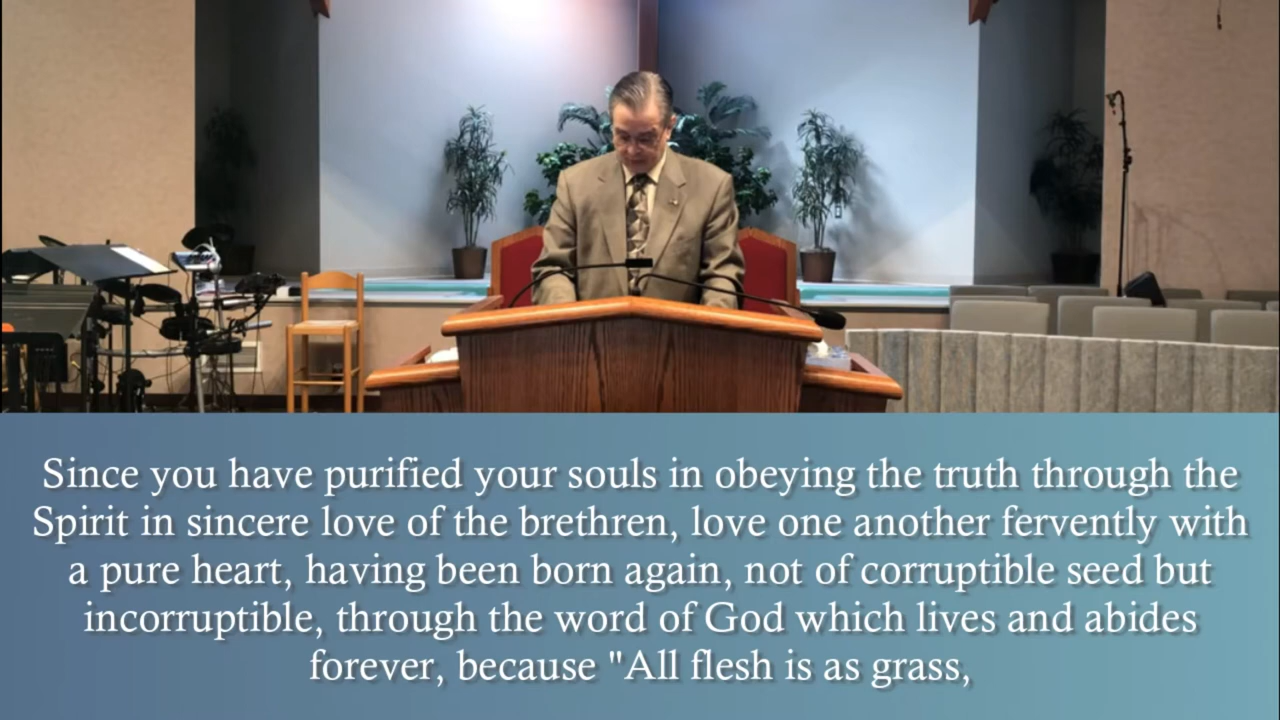 Since you have purified your souls in obeying the truth through the
Spirit in sincere love of the brethren, love one another fervently with
a pure heart, having been born again, not of corruptible seed but
incorruptible, through the word of God which lives and abides
forever, because "All flesh is as grass,